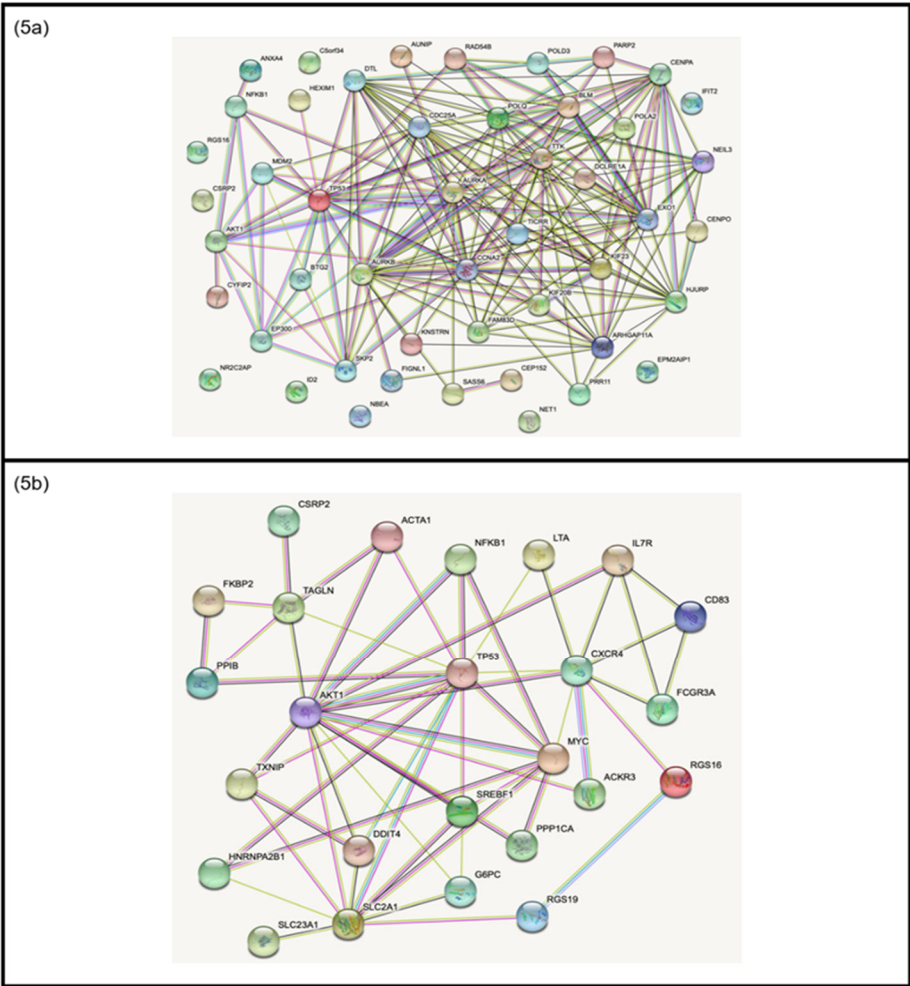 (5a)
AUNIP
RAD54B
POLD3
PARP2
C5orf34
ANXA4
DTL
CENPA
NFKB1
HEXIM1
BLM
IFIT2
CDC25A
POLQ
POLA2
RGS16
TTK
NEIL3
MDM2
DCLRE1A
CSRP2
TP53
AURKA
EXO1
CENPO
AKT1
TICRR
BTG2
AURKB
CCNA2
KIF23
CYFIP2
HJURP
KIF20B
EP300
KNSTRN
FAM83D
ARHGAP11A
SKP2
NR2C2AP
FIGNL1
CEP152
EPM2AIP1
ID2
SASS6
PRR11
NBEA
NET1
(5b)
CSRP2
ACTA1
NFKB1
LTA
IL7R
FKBP2
TAGLN
CD83
TP53
CXCR4
PPIB
FCGR3A
AKT1
MYC
TXNIP
RGS16
ACKR3
SREBF1
DDIT4
PPP1CA
HNRNPA2B1
G6PC
SLC2A1
RGS19
SLC23A1